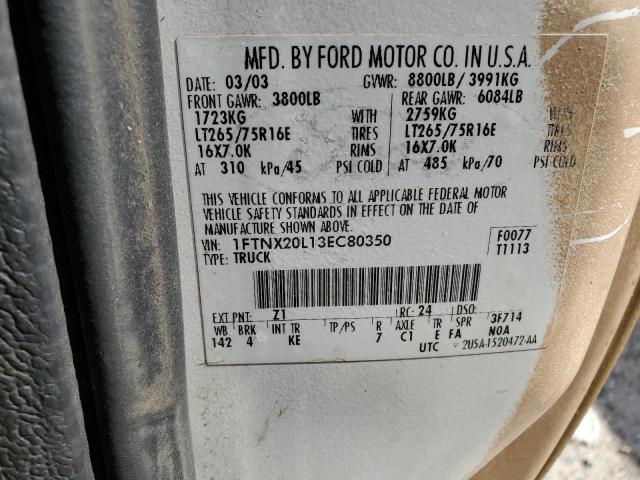 MFD. BY FORD MOTOR CO. IN U.S.A.
DATE: 03/03 GVWR: 8800LB/ 3991KG
FRONT GAWR: 3800LB REAR GAWR: 6084LB
1723KG WITH 2759KG WITH
LT265/75R16E TIRES LT265/75R16E TIRES
16X7.0K RIMS 16X7.0K RIMS
AT 310 kPa/45 PSI COLD AT 485 kPa/70 PSI COLD
THIS VEHICLE CONFORMS TO ALL APPLICABLE FEDERAL MOTOR
VEHICLE SAFETY STANDARDS IN EFFECT ON THE DATE OF
MANUFACTURE SHOWN ABOVE.
VIN: 1FTNX20L13EC80350 F0077
TYPE: TRUCK T1113
EXT PNT: Z1 RC: 24 DSO:
WB BRK INT TR TP/PS R AXLE TR SPR 3F714
142 4 KE 7 C1 E FA NOA
UTC 2U5A-1520472-AA